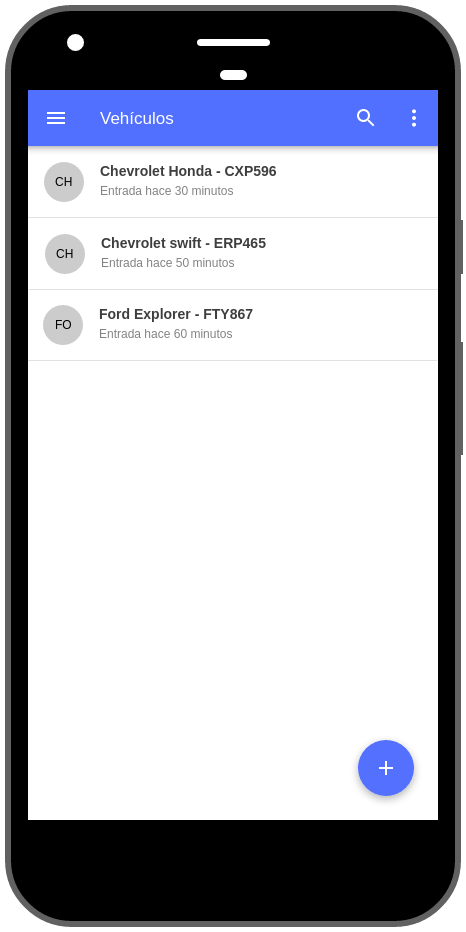 Vehículos
CH
Chevrolet Honda - CXP596
Entrada hace 30 minutos
CH
Chevrolet swift - ERP465
Entrada hace 50 minutos
FO
Ford Explorer - FTY867
Entrada hace 60 minutos